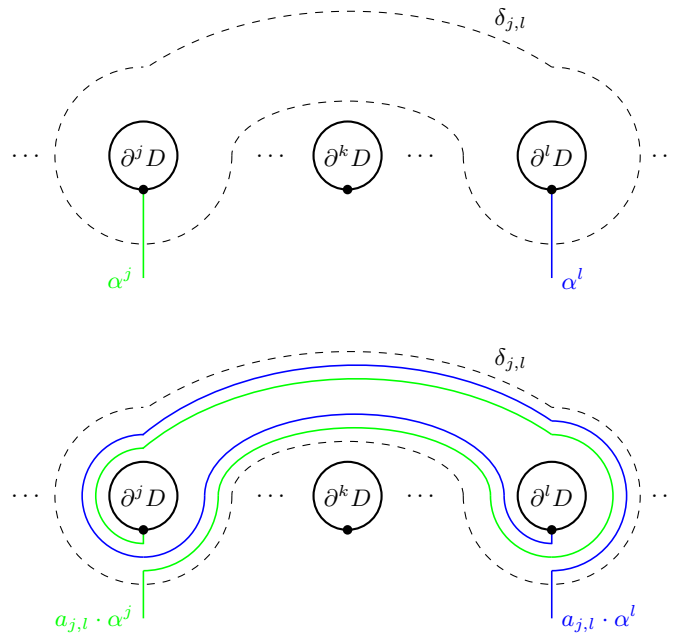 δ_{j,l}
⋯ ∂^j D ⋯ ∂^k D ⋯ ∂^l D ⋯
α^j α^l
δ_{j,l}
⋯ ∂^j D ⋯ ∂^k D ⋯ ∂^l D ⋯
a_{j,l} · α^j a_{j,l} · α^l